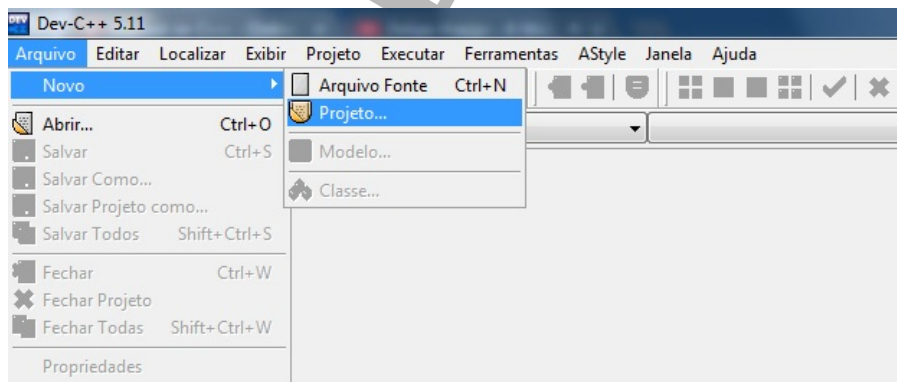 Dev-C++ 5.11
Arquivo Editar Localizar Exibir Projeto Executar Ferramentas AStyle Janela Ajuda
Novo
Arquivo Fonte Ctrl+N
Projeto...
Modelo...
Classe...
Abrir... Ctrl+O
Salvar Ctrl+S
Salvar Como...
Salvar Projeto como...
Salvar Todos Shift+Ctrl+S
Fechar Ctrl+W
Fechar Projeto
Fechar Todas Shift+Ctrl+W
Propriedades